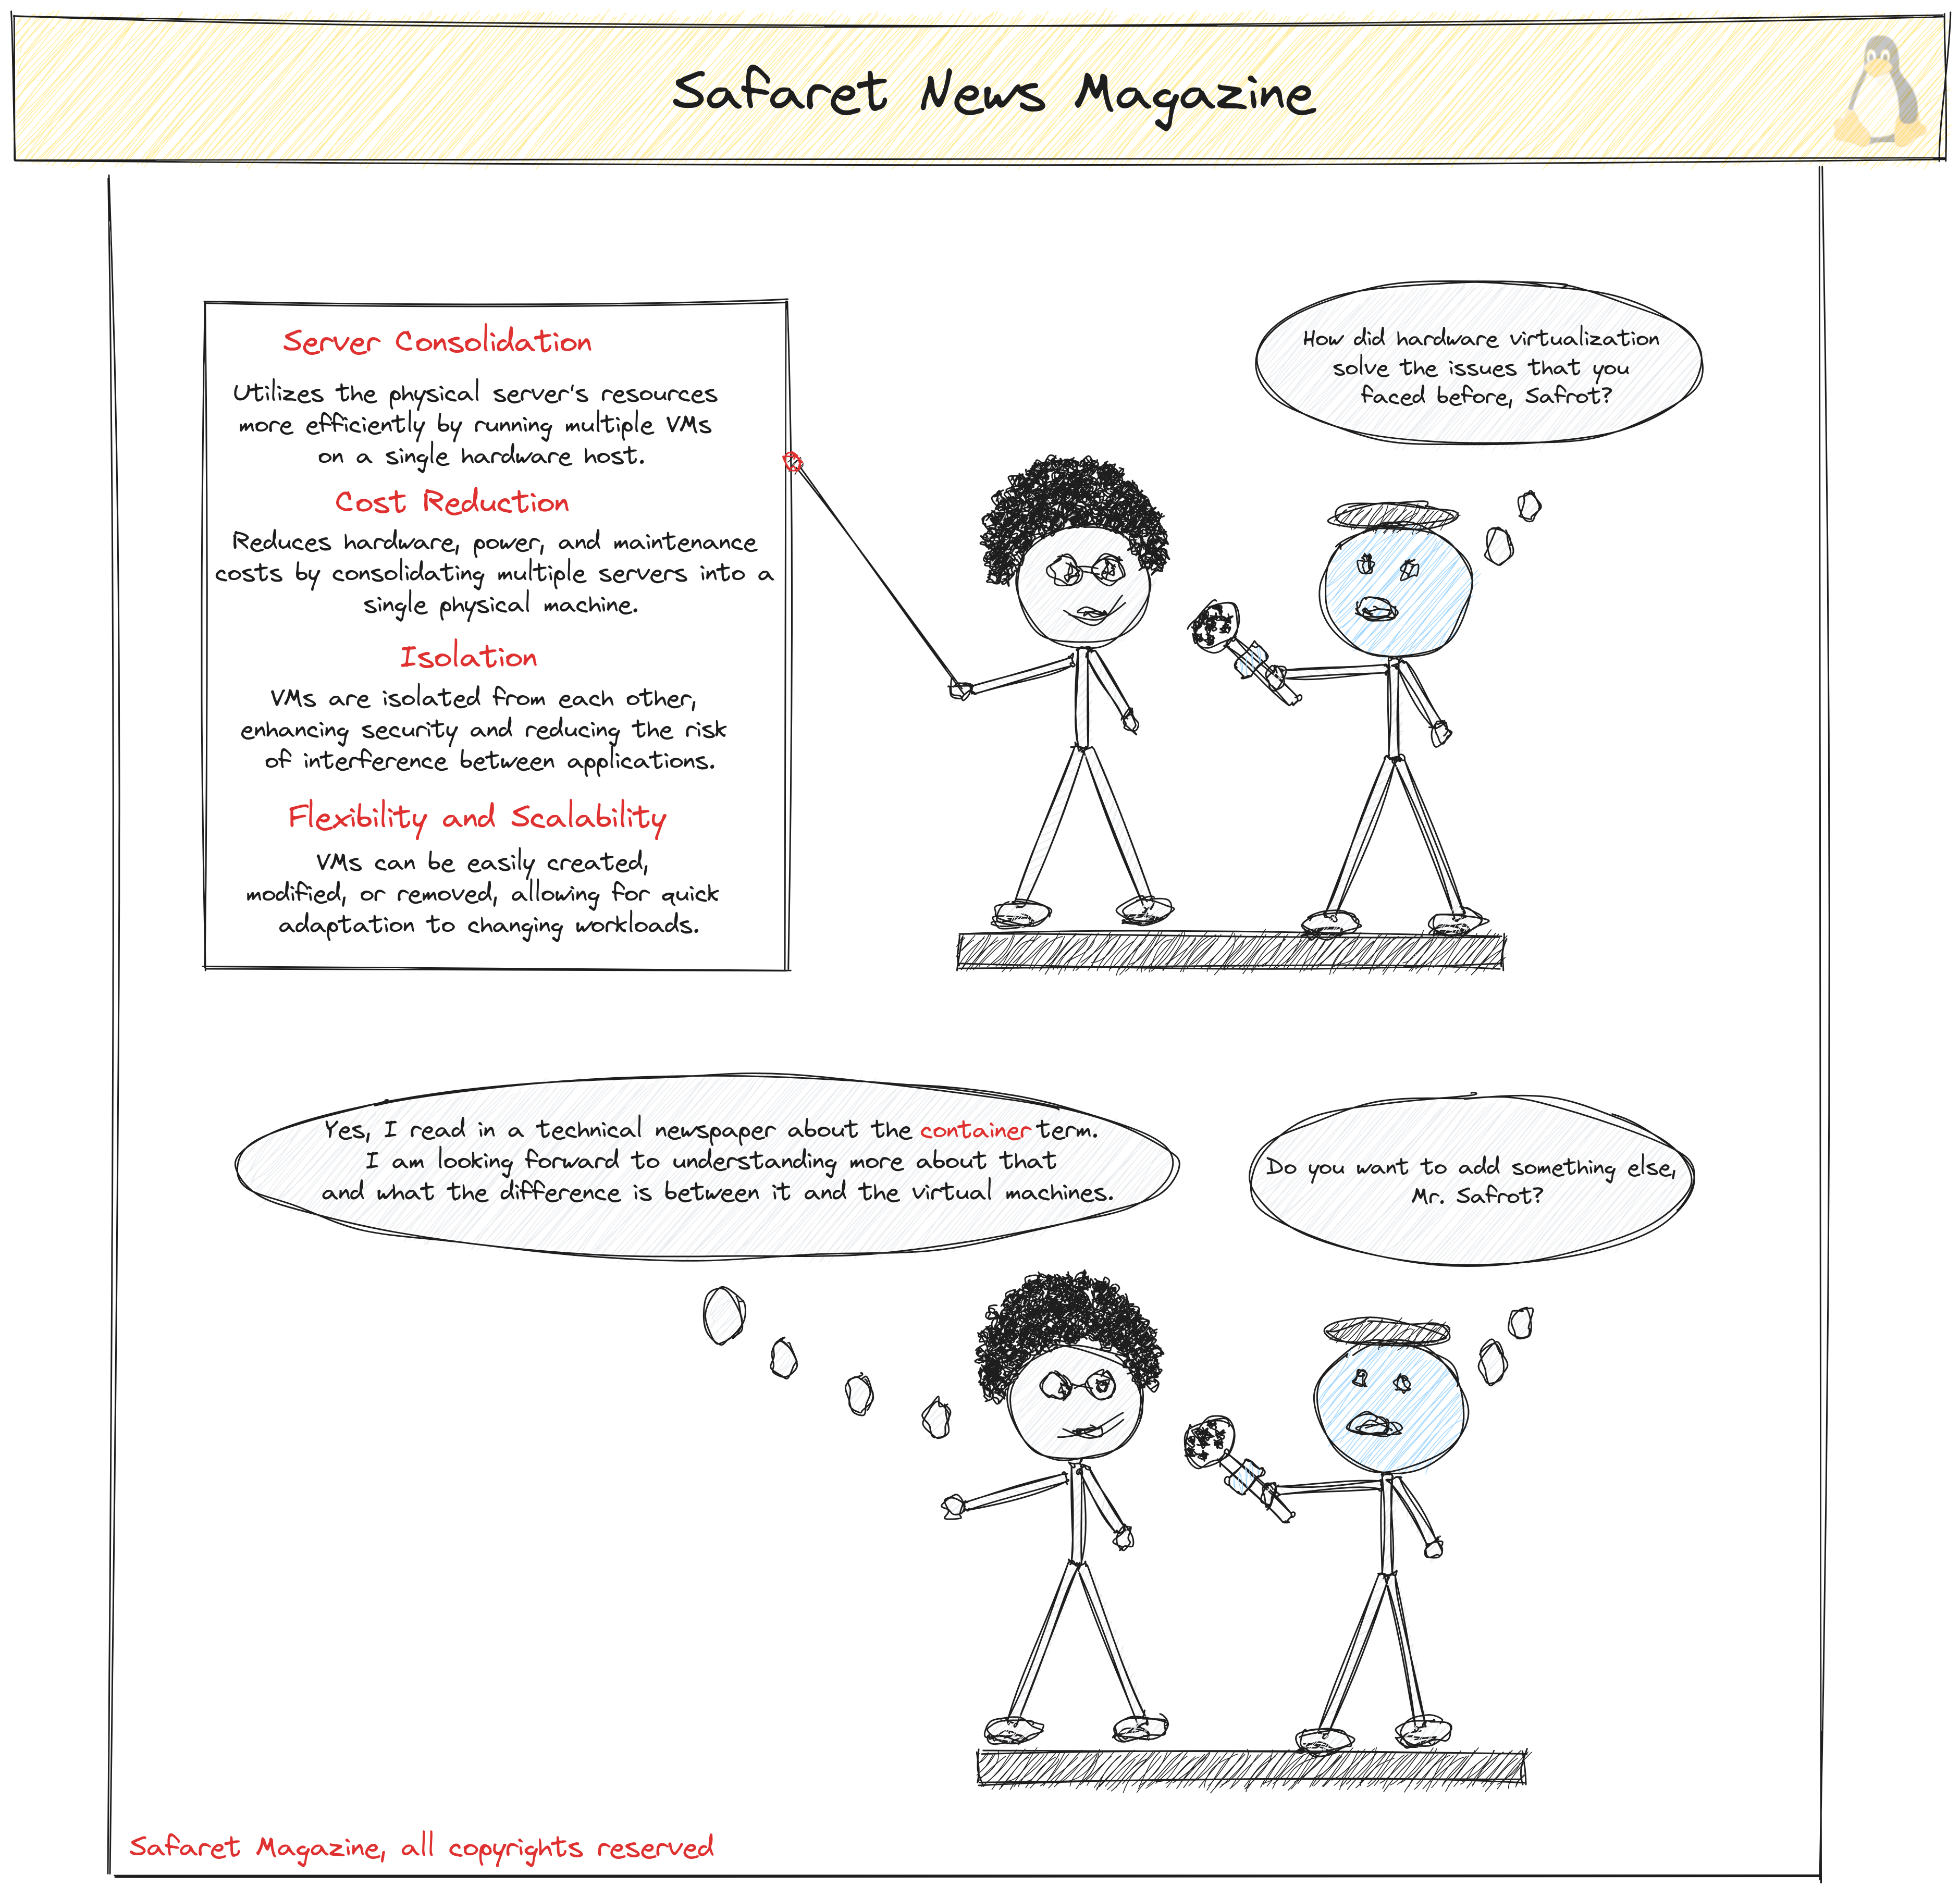 Safaret News Magazine
How did hardware virtualization
solve the issues that you
faced before, Safrot?
Server Consolidation
Utilizes the physical server's resources
more efficiently by running multiple VMs
on a single hardware host.
Cost Reduction
Reduces hardware, power, and maintenance
costs by consolidating multiple servers into a
single physical machine.
Isolation
VMs are isolated from each other,
enhancing security and reducing the risk
of interference between applications.
Flexibility and Scalability
VMs can be easily created,
modified, or removed, allowing for quick
adaptation to changing workloads.
Do you want to add something else,
Mr. Safrot?
Yes, I read in a technical newspaper about the container term.
I am looking forward to understanding more about that
and what the difference is between it and the virtual machines.
Safaret Magazine, all copyrights reserved